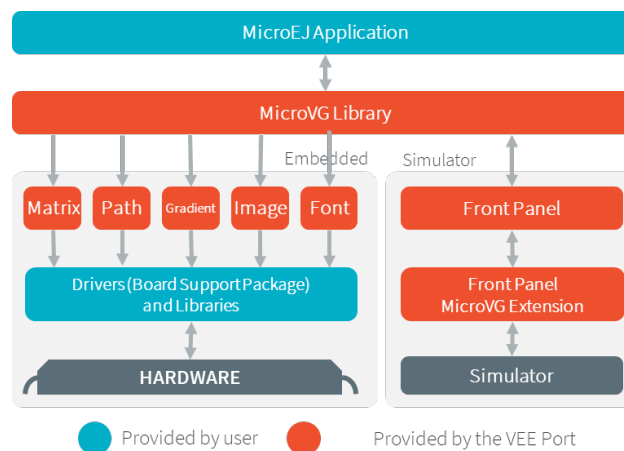 MicroEJ Application
MicroVG Library
Embedded
Simulator
Matrix
Path
Gradient
Image
Font
Front Panel
Drivers (Board Support Package)
and Libraries
Front Panel
MicroVG Extension
HARDWARE
Simulator
Provided by user
Provided by the VEE Port